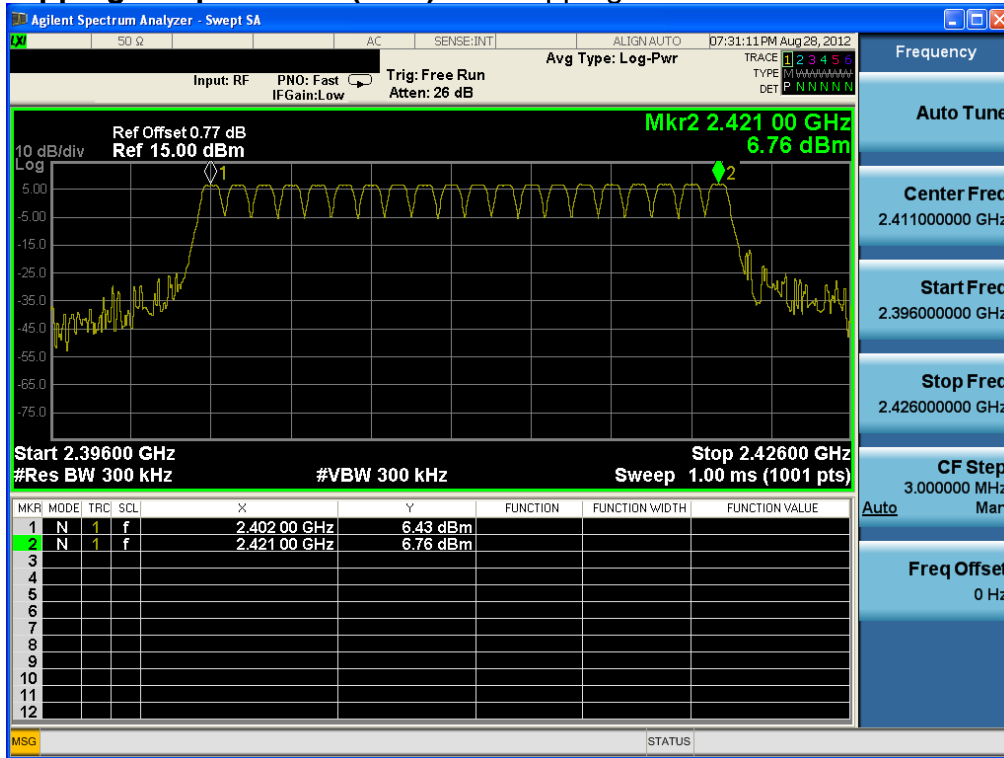 Agilent Spectrum Analyzer - Swept SA
LXI 50 Ω AC SENSE:INT ALIGN AUTO 07:31:11 PM Aug 28, 2012
Avg Type: Log-Pwr
TRACE 1 2 3 4 5 6
TYPE M
DET P N N N N N
Input: RF PNO: Fast Trig: Free Run
IFGain:Low Atten: 26 dB
Mkr2 2.421 00 GHz
6.76 dBm
Ref Offset 0.77 dB
10 dB/div Ref 15.00 dBm
Log
1
2
5.00
-5.00
-15.0
-25.0
-35.0
-45.0
-55.0
-65.0
-75.0
Start 2.39600 GHz Stop 2.42600 GHz
#Res BW 300 kHz #VBW 300 kHz Sweep 1.00 ms (1001 pts)
MKR MODE TRC SCL X Y FUNCTION FUNCTION WIDTH FUNCTION VALUE
1 N 1 f 2.402 00 GHz 6.43 dBm
2 N 1 f 2.421 00 GHz 6.76 dBm
3
4
5
6
7
8
9
10
11
12
MSG STATUS
Frequency
Auto Tune
Center Freq
2.411000000 GHz
Start Freq
2.396000000 GHz
Stop Freq
2.426000000 GHz
CF Step
3.000000 MHz
Auto Man
Freq Offset
0 Hz